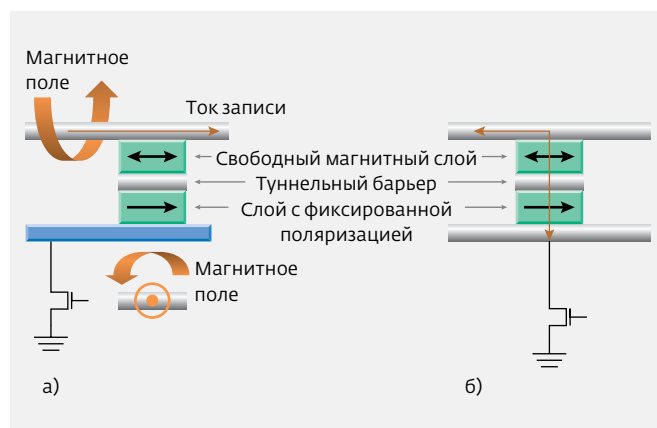 Магнитное
поле
Ток записи
Свободный магнитный слой
Туннельный барьер
Слой с фиксированной
поляризацией
Магнитное
поле
а)
б)